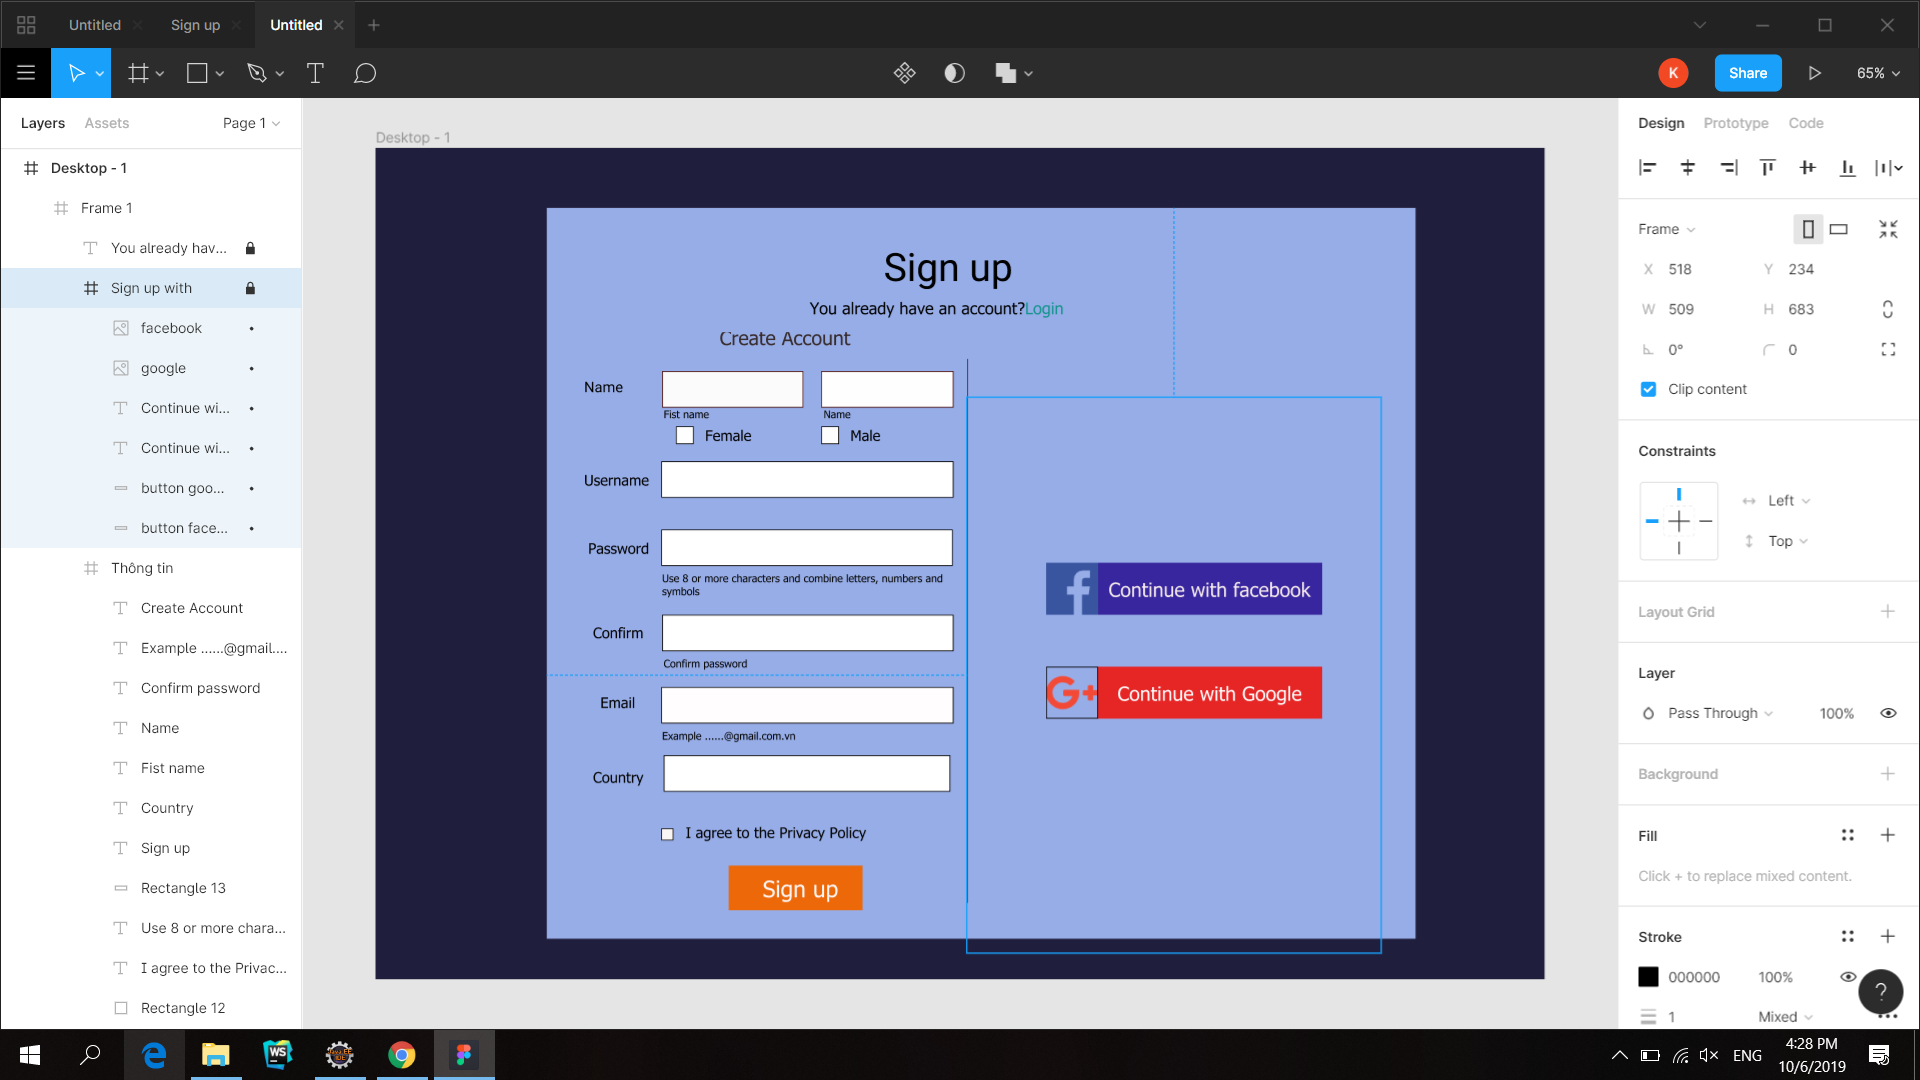 Untitled
Sign up
Untitled
K
Share
65%
Layers
Assets
Page 1
Desktop - 1
Frame 1
You already hav...
Sign up with
facebook
google
Continue wi...
Continue wi...
button goo...
button face...
Thông tin
Create Account
Example ......@gmail....
Confirm password
Name
Fist name
Country
Sign up
Rectangle 13
Use 8 or more chara...
I agree to the Privac...
Rectangle 12
Desktop - 1
Sign up
You already have an account?Login
Create Account
Name
Fist name
Name
Female
Male
Username
Password
Use 8 or more characters and combine letters, numbers and
symbols
Confirm
Confirm password
Email
Example ......@gmail.com.vn
Country
I agree to the Privacy Policy
Sign up
f
Continue with facebook
G+
Continue with Google
Design
Prototype
Code
Frame
X 518
Y 234
W 509
H 683
0°
0
Clip content
Constraints
Left
Top
Layout Grid
Layer
Pass Through
100%
Background
Fill
Click + to replace mixed content.
Stroke
000000
100%
1
Mixed
?
WS
ENG
4:28 PM
10/6/2019